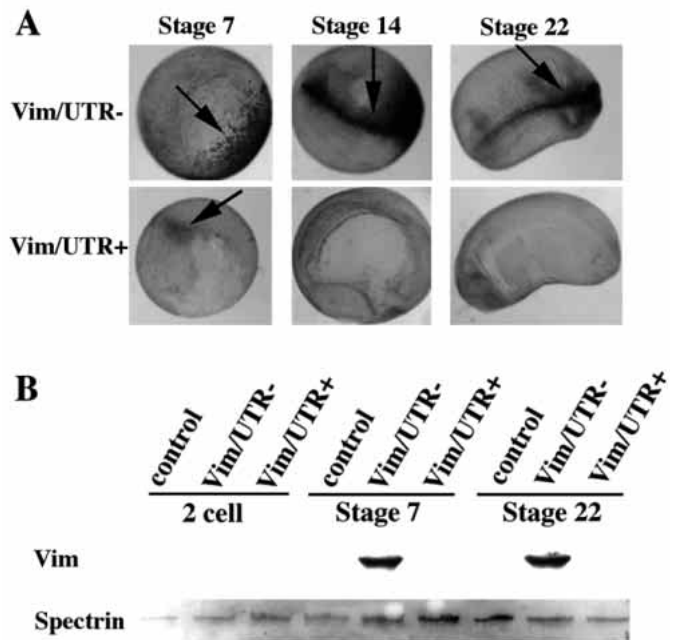 A
Stage 7 Stage 14 Stage 22
Vim/UTR-
Vim/UTR+
B
control Vim/UTR- Vim/UTR+ control Vim/UTR- Vim/UTR+ control Vim/UTR- Vim/UTR+
2 cell Stage 7 Stage 22
Vim
Spectrin